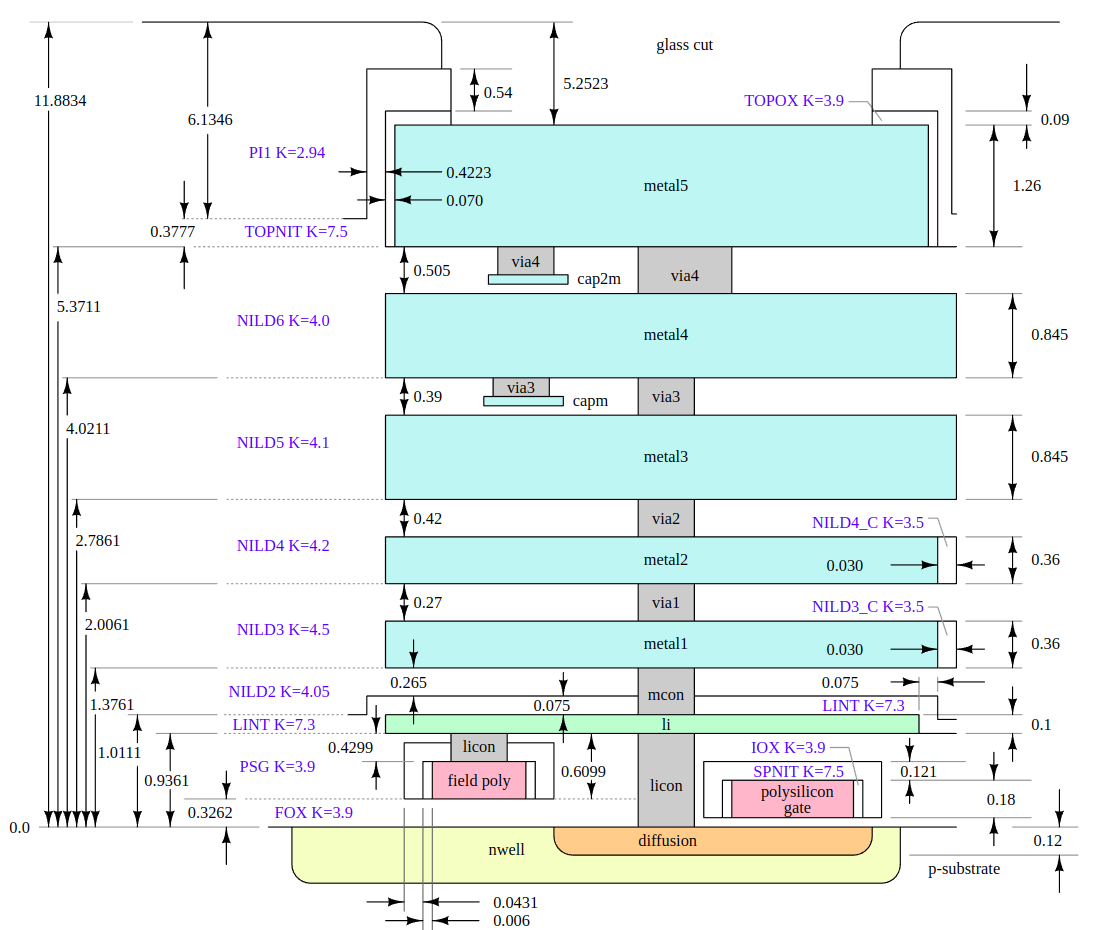 glass cut
11.8834
5.2523
0.54
TOPOX K=3.9
6.1346
0.09
PI1 K=2.94
0.4223
metal5
1.26
0.070
0.3777
TOPNIT K=7.5
0.505
via4
via4
cap2m
5.3711
NILD6 K=4.0
metal4
0.845
0.39
via3
via3
capm
4.0211
NILD5 K=4.1
metal3
0.845
0.42
via2
NILD4_C K=3.5
2.7861
NILD4 K=4.2
metal2
0.030
0.36
0.27
via1
NILD3_C K=3.5
2.0061
NILD3 K=4.5
metal1
0.030
0.36
0.265
0.075
NILD2 K=4.05
mcon
1.3761
0.075
LINT K=7.3
LINT K=7.3
li
0.1
1.0111
0.4299
licon
IOX K=3.9
PSG K=3.9
0.6099
SPNIT K=7.5
0.121
0.9361
field poly
licon
polysilicon
gate
0.18
0.3262
FOX K=3.9
0.0
diffusion
0.12
nwell
p-substrate
0.0431
0.006